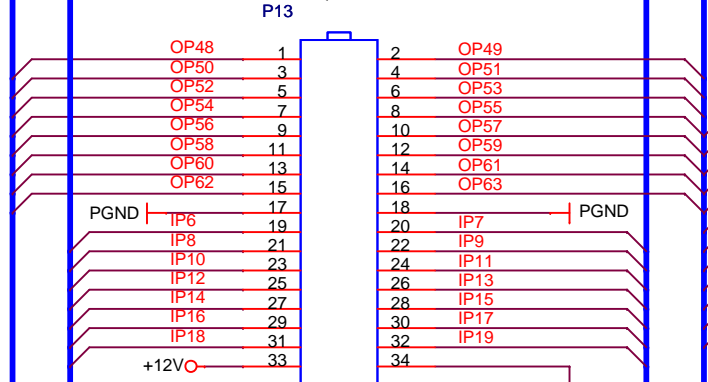 P13
OP48 1 2 OP49
OP50 3 4 OP51
OP52 5 6 OP53
OP54 7 8 OP55
OP56 9 10 OP57
OP58 11 12 OP59
OP60 13 14 OP61
OP62 15 16 OP63
PGND 17 18 PGND
IP6 19 20 IP7
IP8 21 22 IP9
IP10 23 24 IP11
IP12 25 26 IP13
IP14 27 28 IP15
IP16 29 30 IP17
IP18 31 32 IP19
+12V 33 34